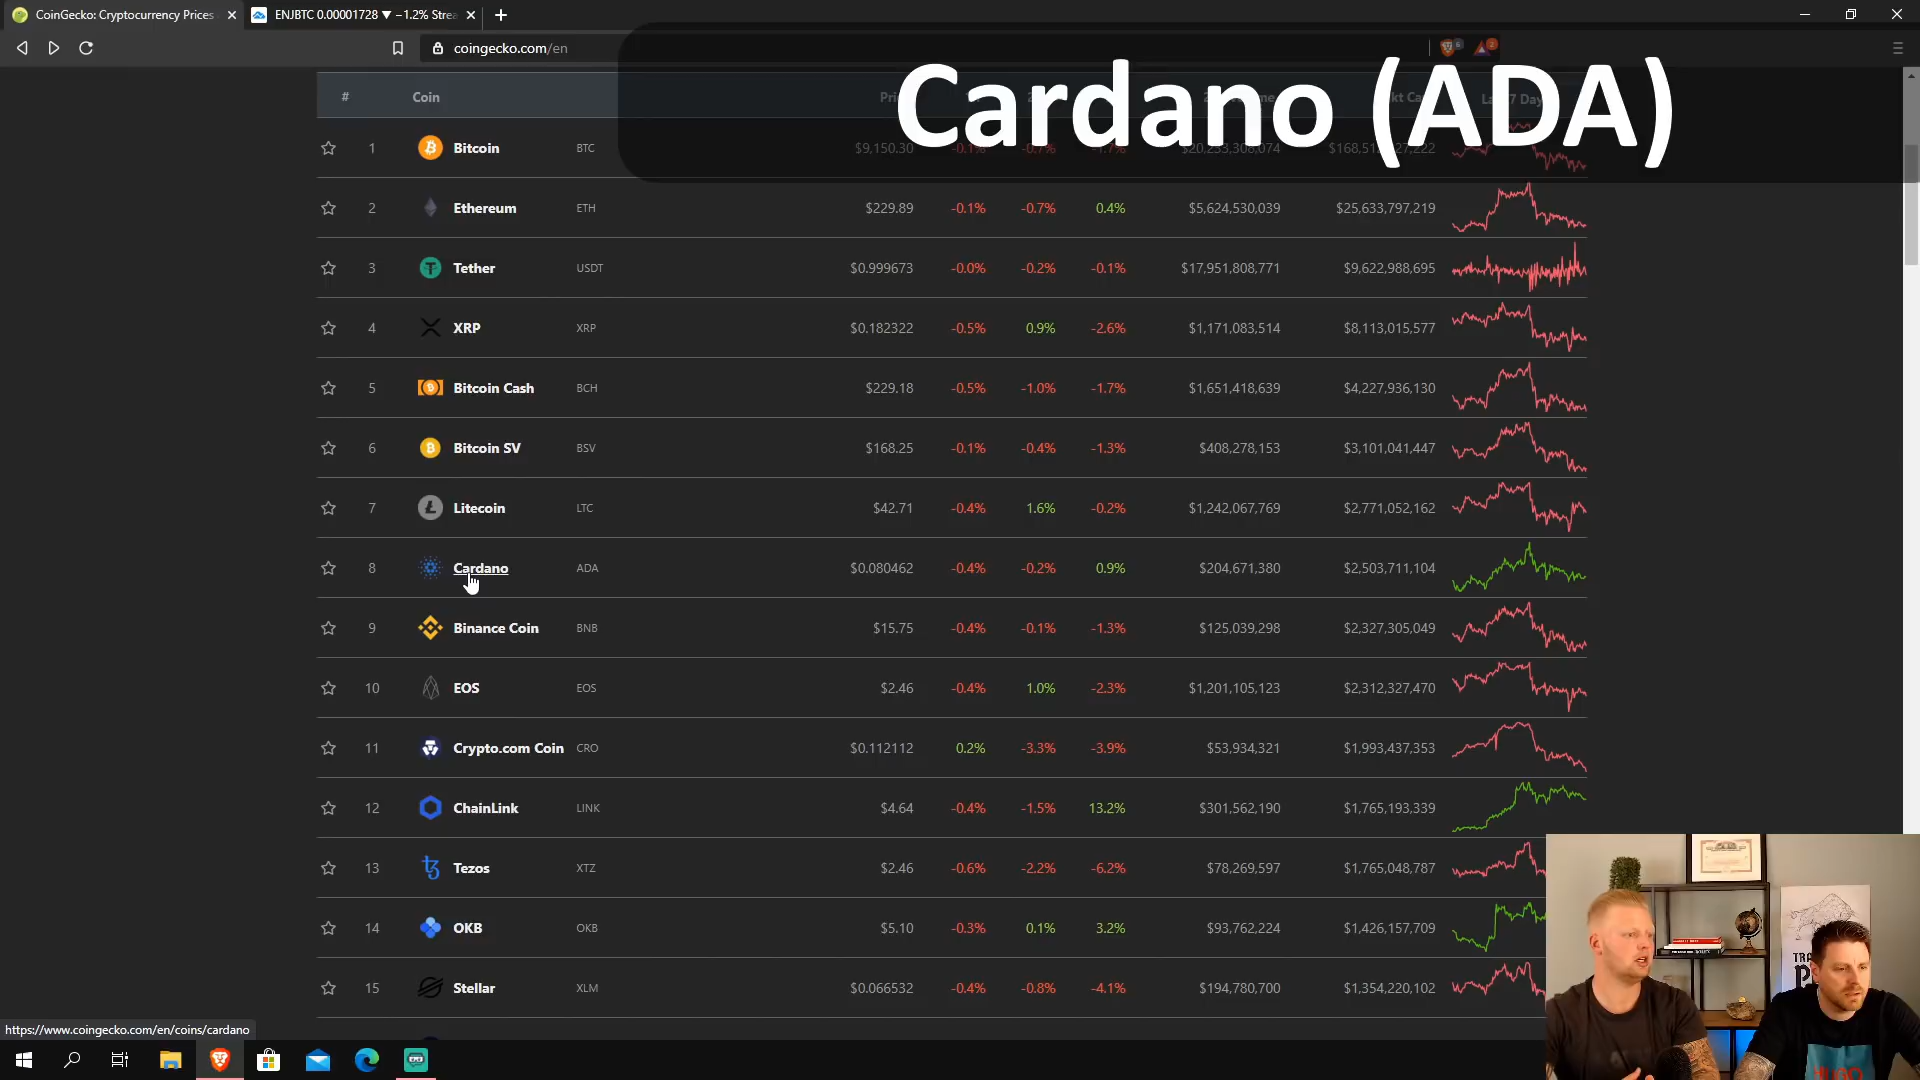 CoinGecko: Cryptocurrency Prices
ENJBTC 0.00001728 ▼ −1.2% Strea
coingecko.com/en
Cardano (ADA)
# Coin
1 Bitcoin BTC $9,150.30 -0.1% -0.7% -1.7%
2 Ethereum ETH $229.89 -0.1% -0.7% 0.4% $5,624,530,039 $25,633,797,219
3 Tether USDT $0.999673 -0.0% -0.2% -0.1% $17,951,808,771 $9,622,988,695
4 XRP XRP $0.182322 -0.5% 0.9% -2.6% $1,171,083,514 $8,113,015,577
5 Bitcoin Cash BCH $229.18 -0.5% -1.0% -1.7% $1,651,418,639 $4,227,936,130
6 Bitcoin SV BSV $168.25 -0.1% -0.4% -1.3% $408,278,153 $3,101,041,447
7 Litecoin LTC $42.71 -0.4% 1.6% -0.2% $1,242,067,769 $2,771,052,162
8 Cardano ADA $0.080462 -0.4% -0.2% 0.9% $204,671,380 $2,503,711,104
9 Binance Coin BNB $15.75 -0.4% -0.1% -1.3% $125,039,298 $2,327,305,049
10 EOS EOS $2.46 -0.4% 1.0% -2.3% $1,201,105,123 $2,312,327,470
11 Crypto.com Coin CRO $0.112112 0.2% -3.3% -3.9% $53,934,321 $1,993,437,353
12 ChainLink LINK $4.64 -0.4% -1.5% 13.2% $301,562,190 $1,765,193,339
13 Tezos XTZ $2.46 -0.6% -2.2% -6.2% $78,269,597 $1,765,048,787
14 OKB OKB $5.10 -0.3% 0.1% 3.2% $93,762,224 $1,426,157,709
15 Stellar XLM $0.066532 -0.4% -0.8% -4.1% $194,780,700 $1,354,220,102
https://www.coingecko.com/en/coins/cardano
HUGO